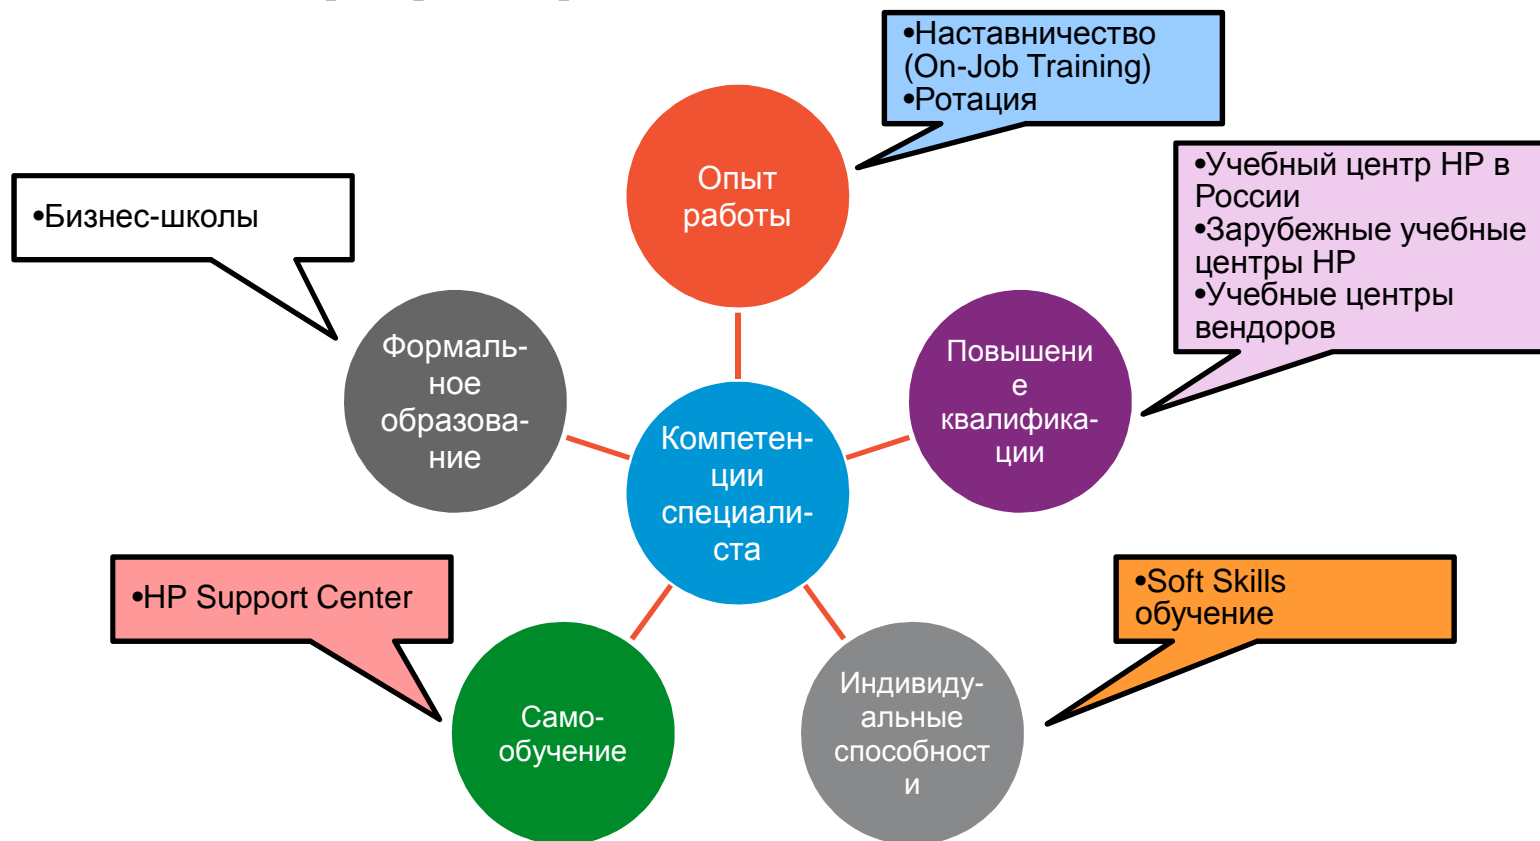 •Наставничество
(On-Job Training)
•Ротация
Опыт
работы
•Учебный центр HP в
России
•Зарубежные учебные
центры HP
•Учебные центры
вендоров
•Бизнес-школы
Формаль-
ное
образова-
ние
Повышени
е
квалифика-
ции
Компетен-
ции
специали-
ста
•HP Support Center
•Soft Skills
обучение
Само-
обучение
Индивиду-
альные
способност
и